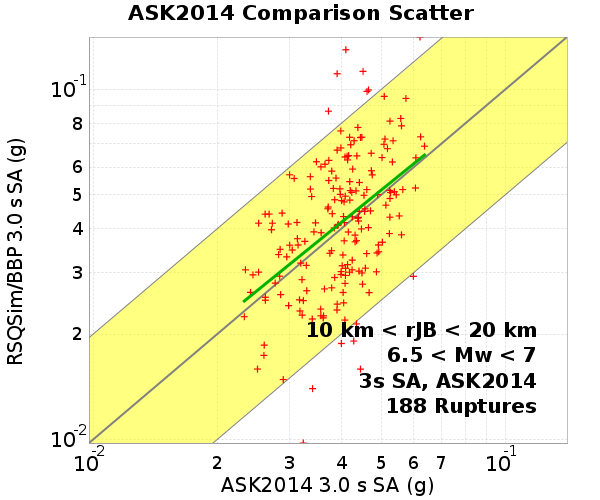 ASK2014 Comparison Scatter
RSQSim/BBP 3.0 s SA (g)
10⁻¹
8
6
5
4
3
2
10⁻²
10 km < rJB < 20 km
6.5 < Mw < 7
3s SA, ASK2014
188 Ruptures
10⁻² 2 3 4 5 6 7 10⁻¹
ASK2014 3.0 s SA (g)